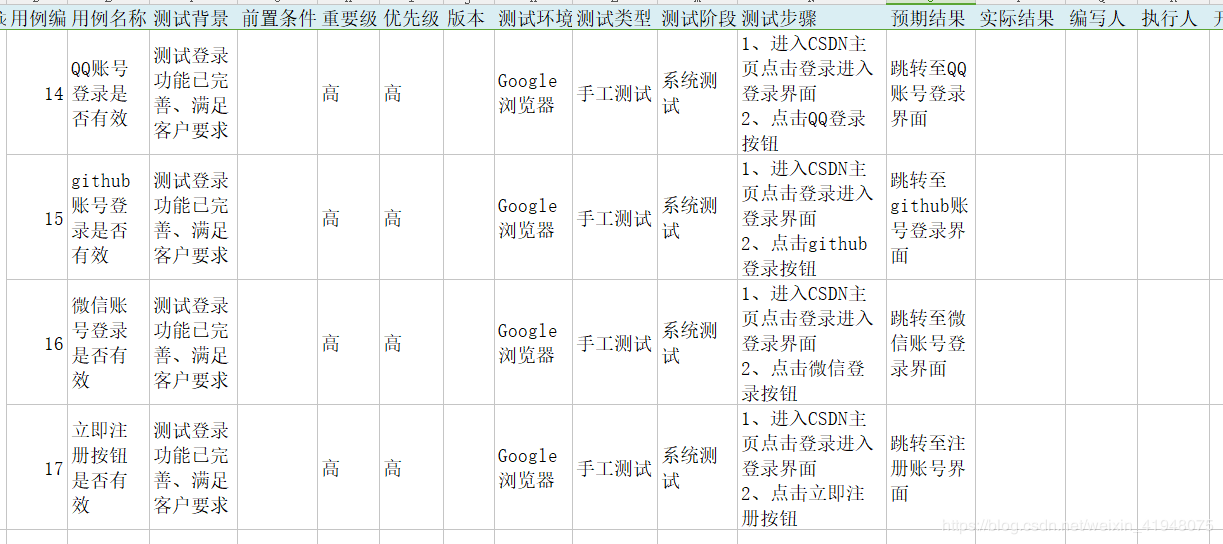 用例编 用例名称 测试背景 前置条件 重要级 优先级 版本 测试环境 测试类型 测试阶段 测试步骤 预期结果 实际结果 编写人 执行人
14
QQ账号
登录是
否有效
测试登录
功能已完
善、满足
客户要求
高
高
Google
浏览器
手工测试
系统测
试
1、进入CSDN主
页点击登录进入
登录界面
2、点击QQ登录
按钮
跳转至QQ
账号登录
界面
15
github
账号登
录是否
有效
测试登录
功能已完
善、满足
客户要求
高
高
Google
浏览器
手工测试
系统测
试
1、进入CSDN主
页点击登录进入
登录界面
2、点击github
登录按钮
跳转至
github账
号登录界
面
16
微信账
号登录
是否有
效
测试登录
功能已完
善、满足
客户要求
高
高
Google
浏览器
手工测试
系统测
试
1、进入CSDN主
页点击登录进入
登录界面
2、点击微信登
录按钮
跳转至微
信账号登
录界面
17
立即注
册按钮
是否有
效
测试登录
功能已完
善、满足
客户要求
高
高
Google
浏览器
手工测试
系统测
试
1、进入CSDN主
页点击登录进入
登录界面
2、点击立即注
册按钮
跳转至注
册账号界
面
https://blog.csdn.net/weixin_41948075